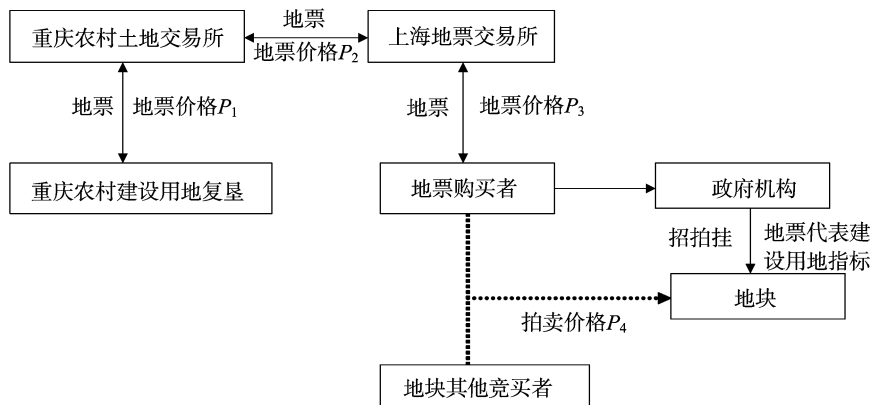 地票
重庆农村土地交易所
上海地票交易所
地票价格P2
地票
地票价格P1
地票
地票价格P3
重庆农村建设用地复垦
地票购买者
政府机构
招拍挂
地票代表建
设用地指标
地块
拍卖价格P4
地块其他竞买者